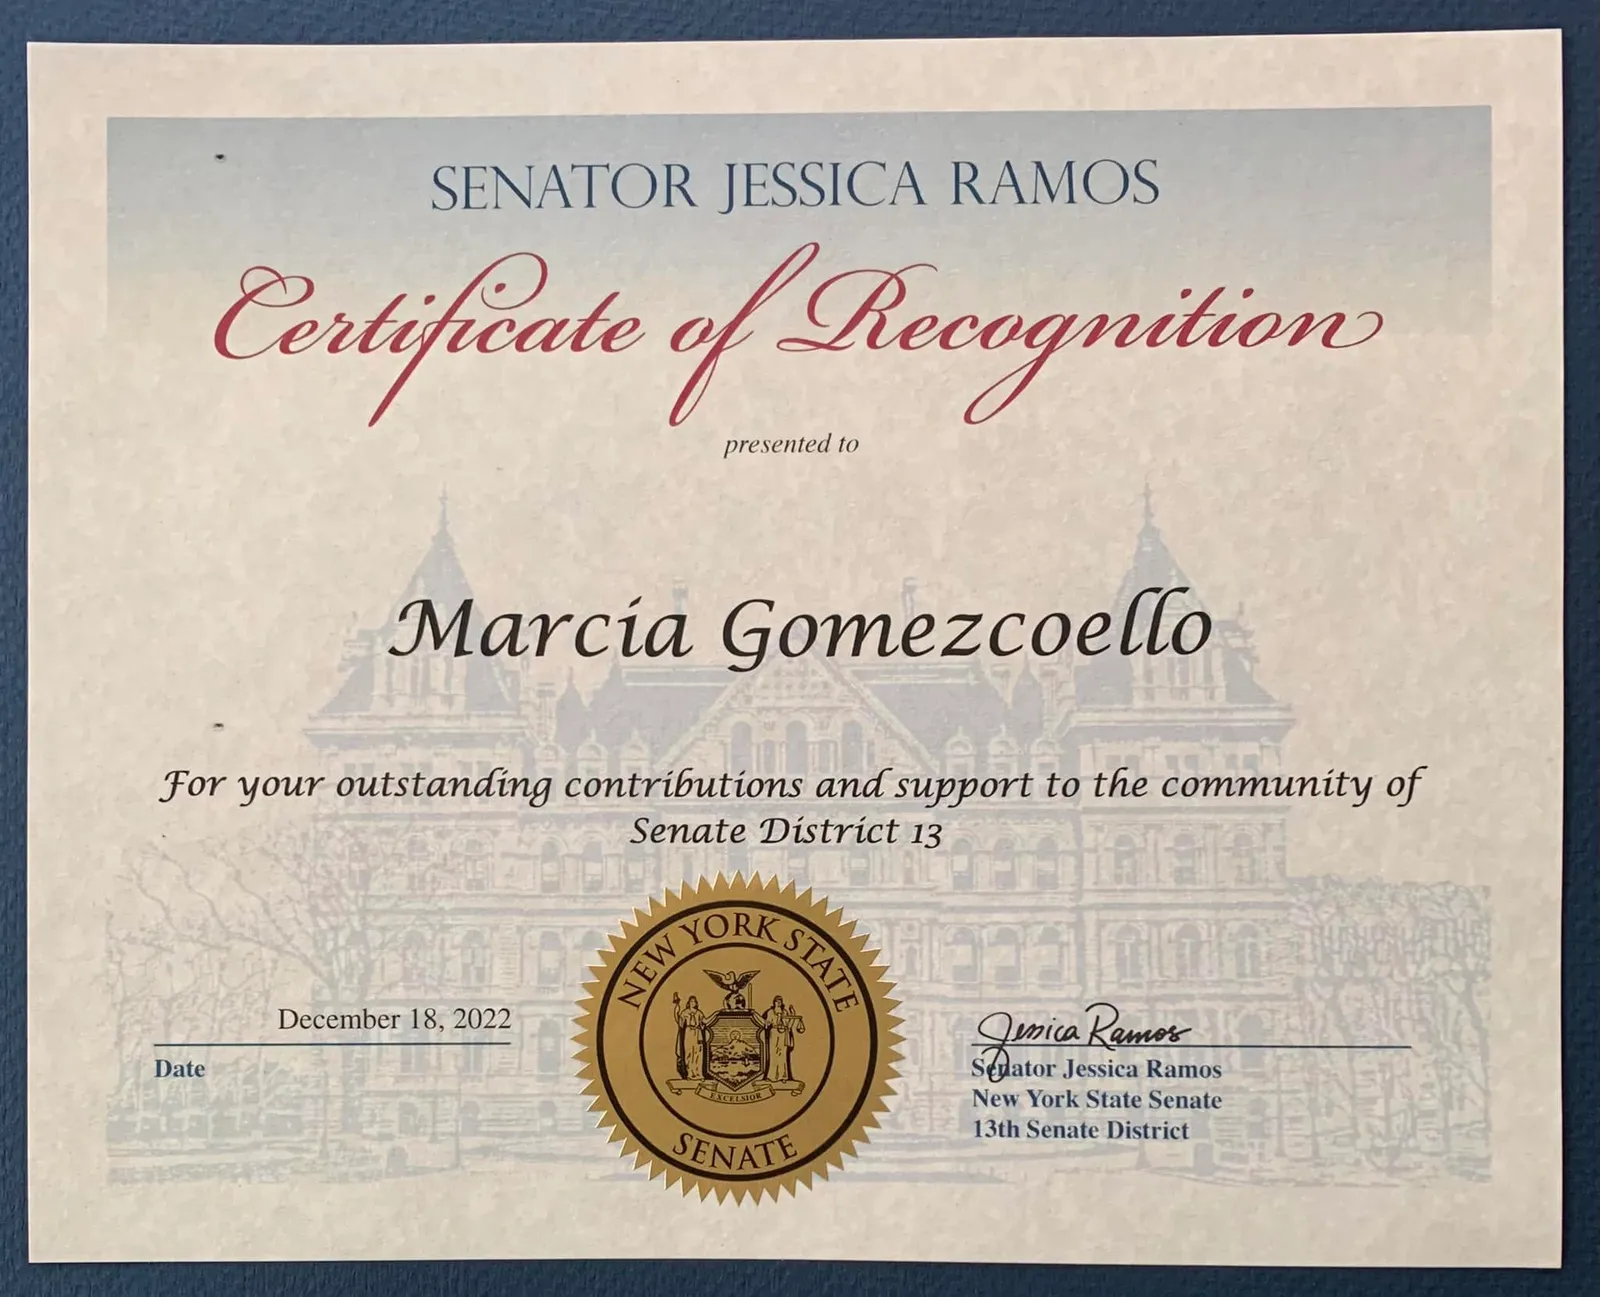 SENATOR JESSICA RAMOS
Certificate of Recognition
presented to
Marcia Gomezcoello
For your outstanding contributions and support to the community of
Senate District 13
NEW YORK STATE
EXCELSIOR
SENATE
December 18, 2022
Date
Jessica Ramos
Senator Jessica Ramos
New York State Senate
13th Senate District